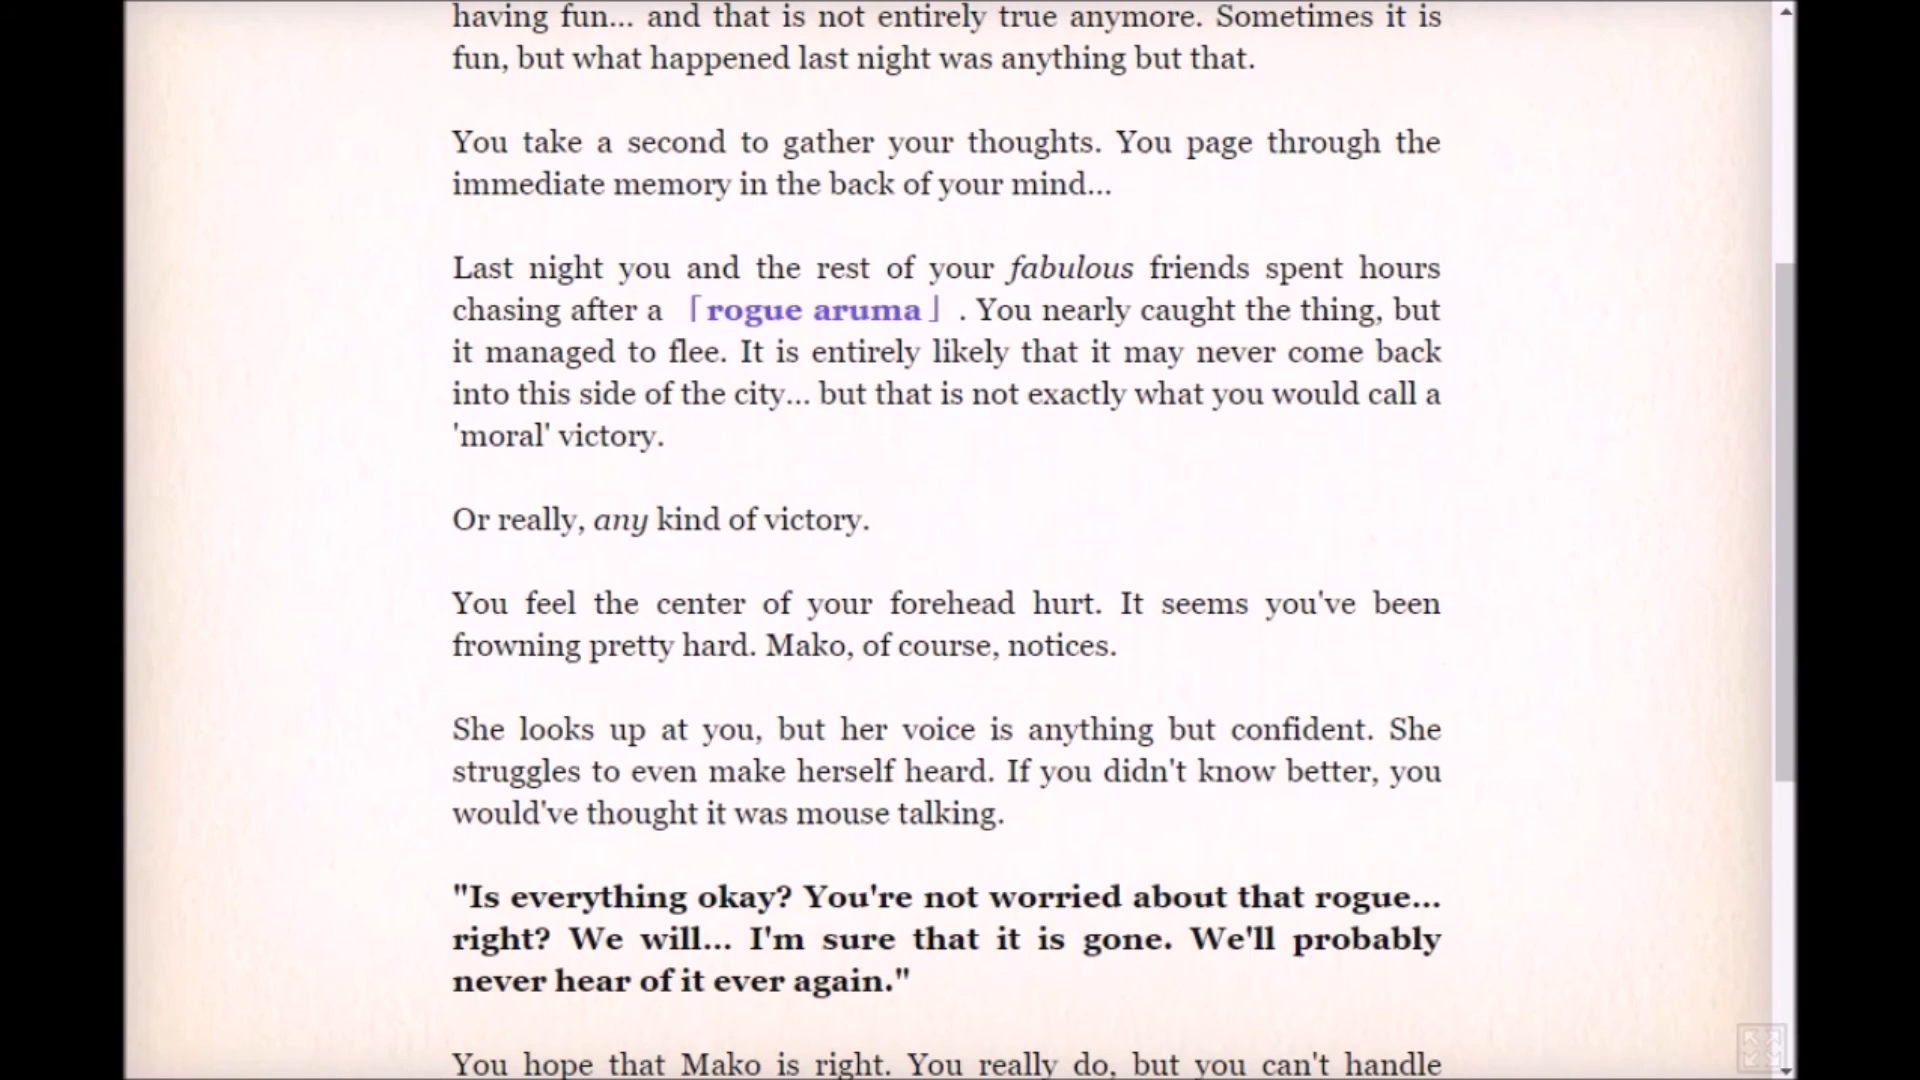 having fun... and that is not entirely true anymore. Sometimes it is
fun, but what happened last night was anything but that.
You take a second to gather your thoughts. You page through the
immediate memory in the back of your mind...
Last night you and the rest of your fabulous friends spent hours
chasing after a ｢rogue aruma｣ . You nearly caught the thing, but
it managed to flee. It is entirely likely that it may never come back
into this side of the city... but that is not exactly what you would call a
'moral' victory.
Or really, any kind of victory.
You feel the center of your forehead hurt. It seems you've been
frowning pretty hard. Mako, of course, notices.
She looks up at you, but her voice is anything but confident. She
struggles to even make herself heard. If you didn't know better, you
would've thought it was mouse talking.
"Is everything okay? You're not worried about that rogue...
right? We will... I'm sure that it is gone. We'll probably
never hear of it ever again."
You hope that Mako is right. You really do, but you can't handle